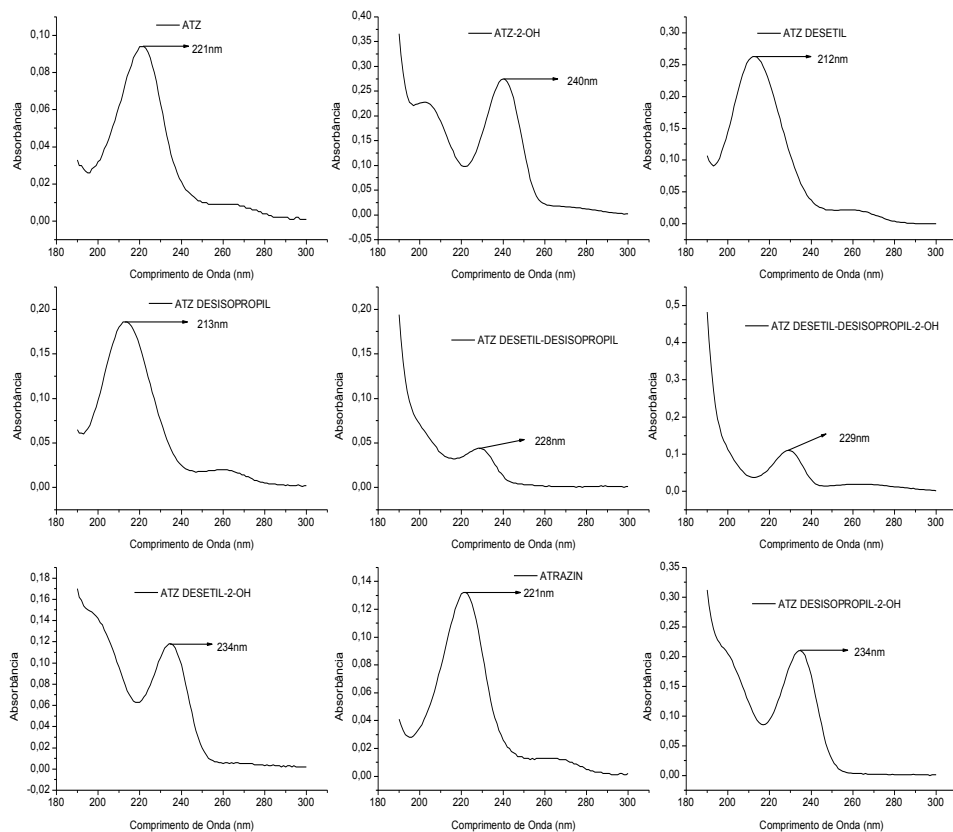 ATZ
221nm
0,10
0,08
0,06
0,04
0,02
0,00
Absorbância
200 220 240 260 280 300
Comprimento de Onda (nm)
ATZ-2-OH
240nm
0,40
0,35
0,30
0,25
0,20
0,15
0,10
0,05
0,00
-0,05
Absorbância
200 220 240 260 280 300
Comprimento de Onda (nm)
ATZ DESETIL
212nm
0,30
0,25
0,20
0,15
0,10
0,05
0,00
Absorbância
200 220 240 260 280 300
Comprimento de Onda (nm)
ATZ DESISOPROPIL
213nm
0,20
0,15
0,10
0,05
0,00
Absorbância
200 220 240 260 280 300
Comprimento de Onda (nm)
ATZ DESETIL-DESISOPROPIL
228nm
0,20
0,15
0,10
0,05
0,00
Absorbância
200 220 240 260 280 300
Comprimento de Onda (nm)
ATZ DESETIL-DESISOPROPIL-2-OH
229nm
0,5
0,4
0,3
0,2
0,1
0,0
Absorbância
200 220 240 260 280 300
Comprimento de Onda (nm)
ATZ DESETIL-2-OH
234nm
0,18
0,16
0,14
0,12
0,10
0,08
0,06
0,04
0,02
0,00
-0,02
Absorbância
200 220 240 260 280 300
Comprimento de Onda (nm)
ATRAZIN
221nm
0,14
0,12
0,10
0,08
0,06
0,04
0,02
0,00
Absorbância
200 220 240 260 280 300
Comprimento de Onda (nm)
ATZ DESISOPROPIL-2-OH
234nm
0,35
0,30
0,25
0,20
0,15
0,10
0,05
0,00
Absorbância
200 220 240 260 280 300
Comprimento de Onda (nm)